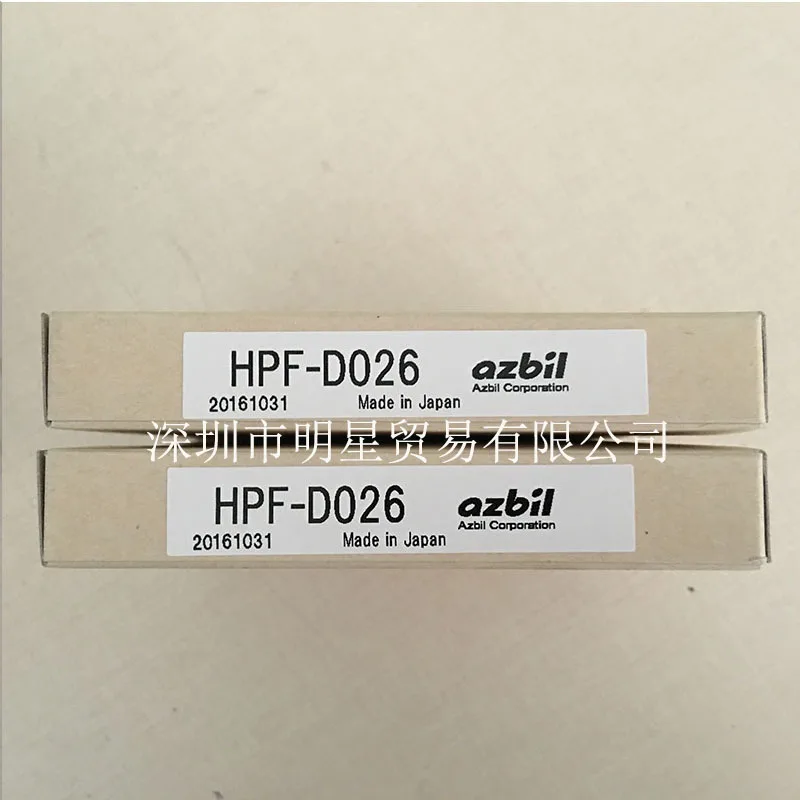 HPF-D026 azbil
Azbil Corporation
20161031 Made in Japan
深圳市明星贸易有限公司
HPF-D026 azbil
Azbil Corporation
20161031 Made in Japan